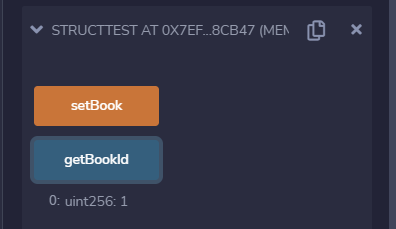 STRUCTTEST AT 0X7EF...8CB47 (MEM
setBook
getBookId
0: uint256: 1